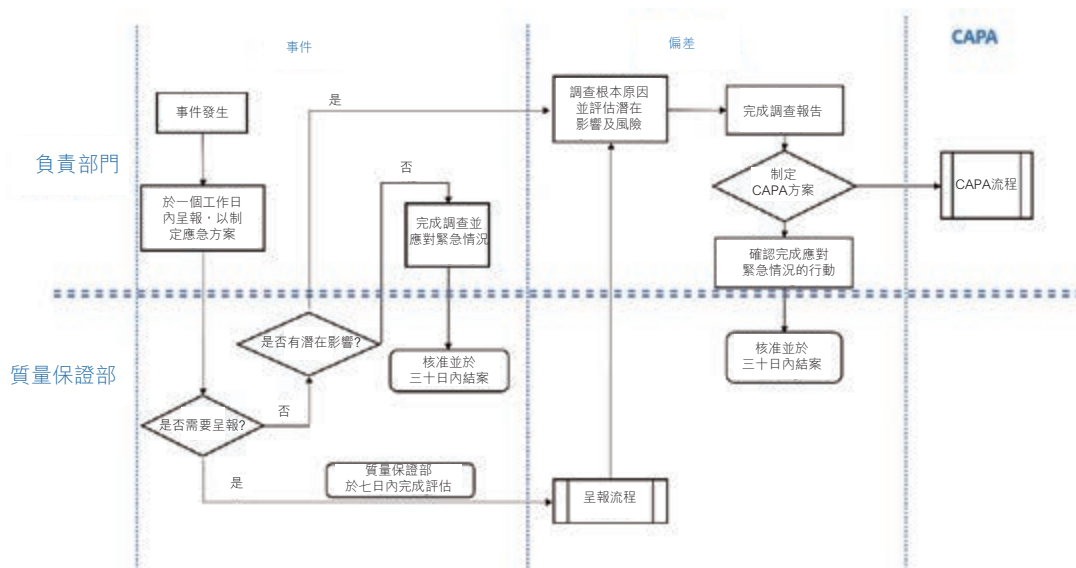 事件
偏差
CAPA
負責部門
質量保證部
事件發生
於一個工作日
內呈報，以制
定應急方案
是否需要呈報?
否
是
是否有潛在影響?
是
否
完成調查並
應對緊急情況
核准並於
三十日內結案
質量保證部
於七日內完成評估
呈報流程
調查根本原因
並評估潛在
影響及風險
完成調查報告
制定
CAPA方案
確認完成應對
緊急情況的行動
核准並於
三十日內結案
CAPA流程